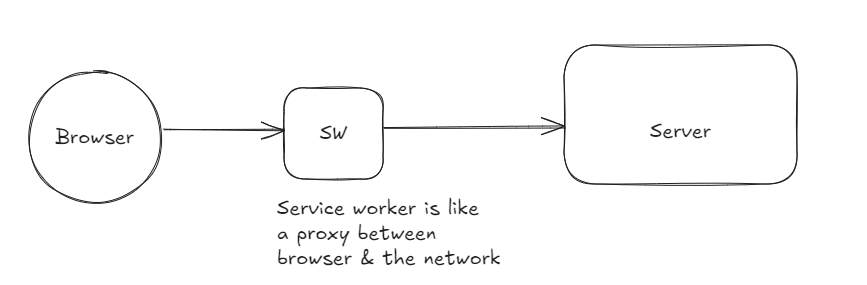 Browser
SW
Server
Service worker is like
a proxy between
browser & the network